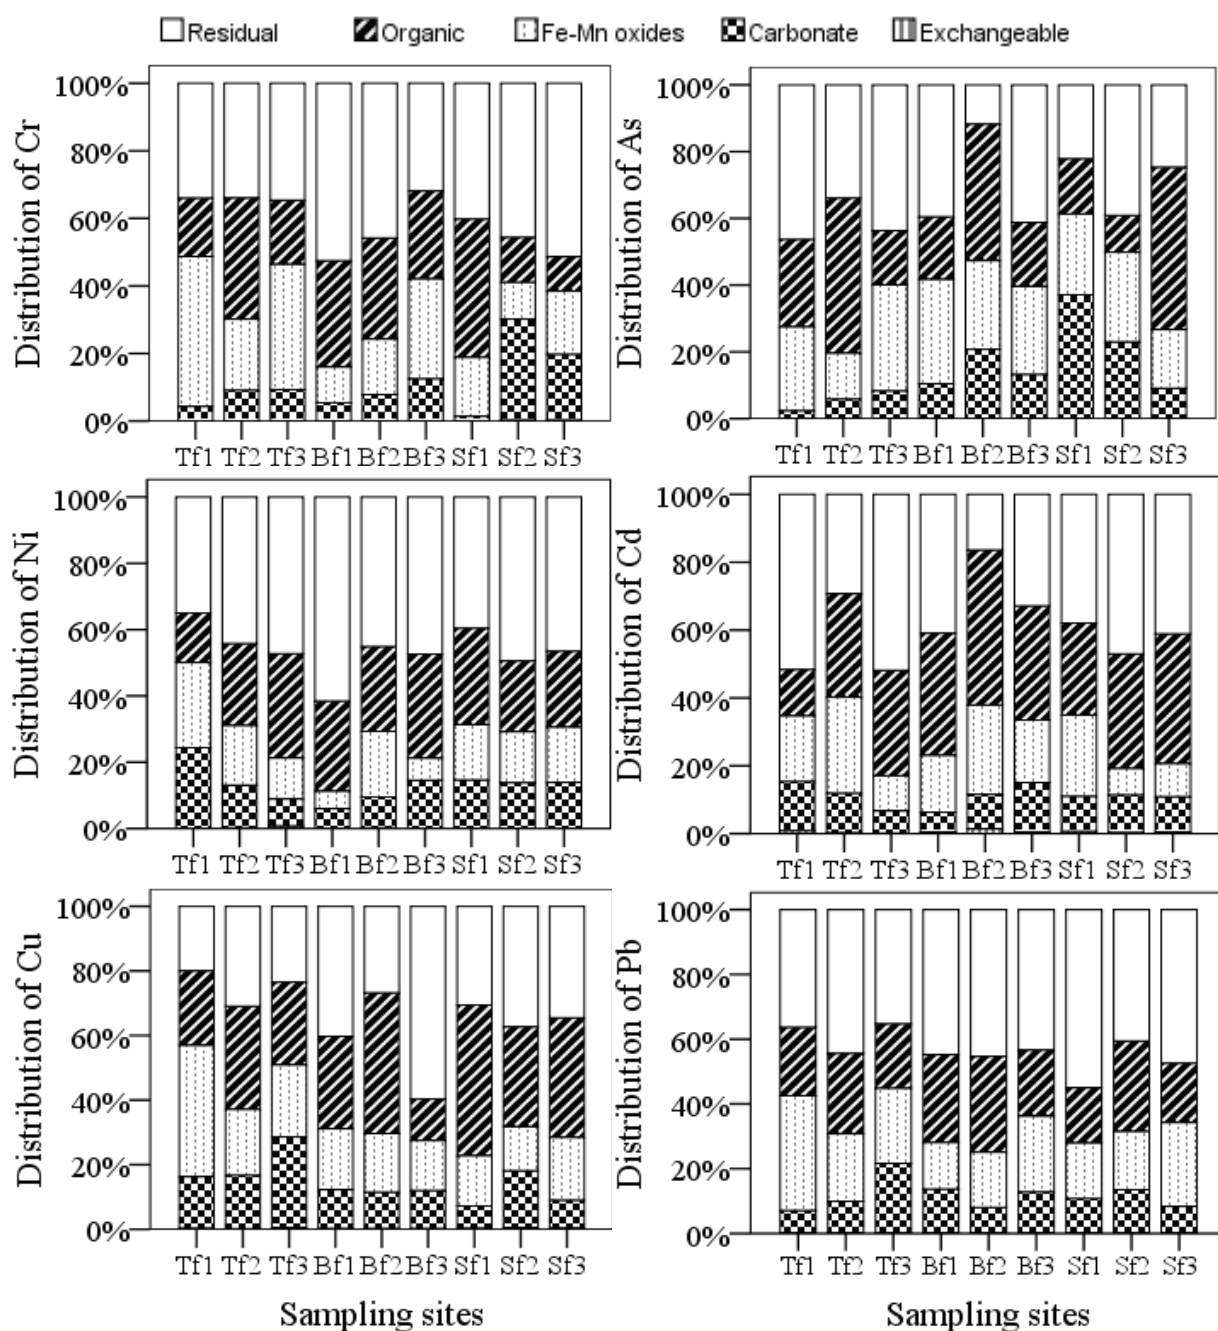 Residual Organic Fe-Mn oxides Carbonate Exchangeable
Distribution of Cr
100%
80%
60%
40%
20%
0%
Tf1 Tf2 Tf3 Bf1 Bf2 Bf3 Sf1 Sf2 Sf3
Distribution of As
100%
80%
60%
40%
20%
0%
Tf1 Tf2 Tf3 Bf1 Bf2 Bf3 Sf1 Sf2 Sf3
Distribution of Ni
100%
80%
60%
40%
20%
0%
Tf1 Tf2 Tf3 Bf1 Bf2 Bf3 Sf1 Sf2 Sf3
Distribution of Cd
100%
80%
60%
40%
20%
0%
Tf1 Tf2 Tf3 Bf1 Bf2 Bf3 Sf1 Sf2 Sf3
Distribution of Cu
100%
80%
60%
40%
20%
0%
Tf1 Tf2 Tf3 Bf1 Bf2 Bf3 Sf1 Sf2 Sf3
Sampling sites
Distribution of Pb
100%
80%
60%
40%
20%
0%
Tf1 Tf2 Tf3 Bf1 Bf2 Bf3 Sf1 Sf2 Sf3
Sampling sites